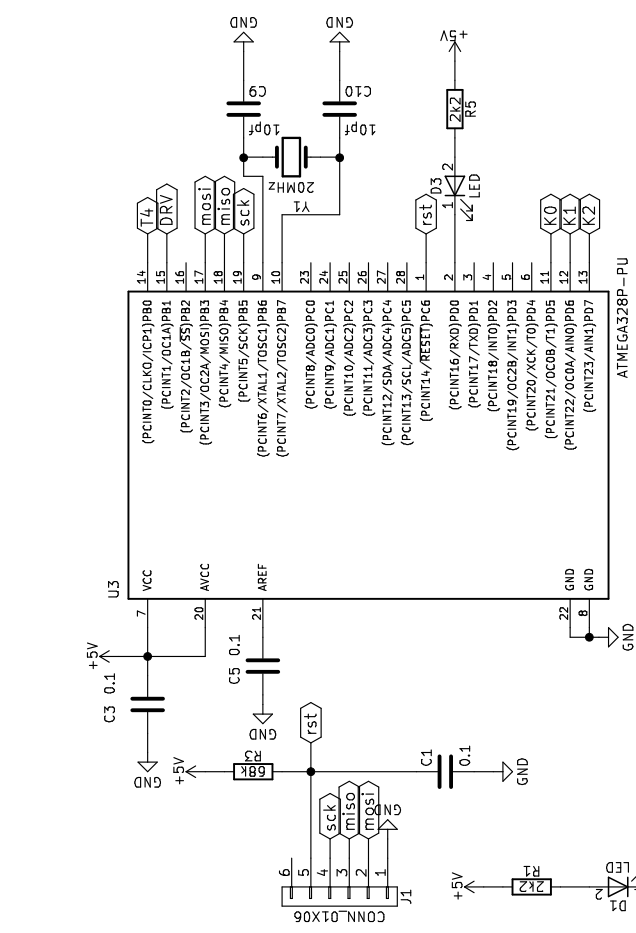 GND
GND
+5V
C9
10pf
C10
10pf
20MHz
Y1
2k2
R5
D3
LED
2
1
T4
DRV
mosi
miso
sck
rst
K0
K1
K2
14
15
16
17
18
19
9
10
23
24
25
26
27
28
1
2
3
4
5
6
11
12
13
(PCINT0/CLKO/ICP1)PB0
(PCINT1/OC1A)PB1
(PCINT2/OC1B/SS)PB2
(PCINT3/OC2A/MOSI)PB3
(PCINT4/MISO)PB4
(PCINT5/SCK)PB5
(PCINT6/XTAL1/TOSC1)PB6
(PCINT7/XTAL2/TOSC2)PB7
(PCINT8/ADC0)PC0
(PCINT9/ADC1)PC1
(PCINT10/ADC2)PC2
(PCINT11/ADC3)PC3
(PCINT12/SDA/ADC4)PC4
(PCINT13/SCL/ADC5)PC5
(PCINT14/RESET)PC6
(PCINT16/RXD)PD0
(PCINT17/TXD)PD1
(PCINT18/INT0)PD2
(PCINT19/OC2B/INT1)PD3
(PCINT20/XCK/T0)PD4
(PCINT21/OC0B/T1)PD5
(PCINT22/OC0A/AIN0)PD6
(PCINT23/AIN1)PD7
ATMEGA328P-PU
U3
VCC
AVCC
AREF
GND
GND
7
20
21
22
8
+5V
C3 0.1
GND
C5 0.1
GND
GND
rst
+5V
R3
68k
C1
0.1
GND
sck
miso
mosi
GND
6
5
4
3
2
1
J1
CONN_01X06
+5V
R1
2k2
LED
2
D1